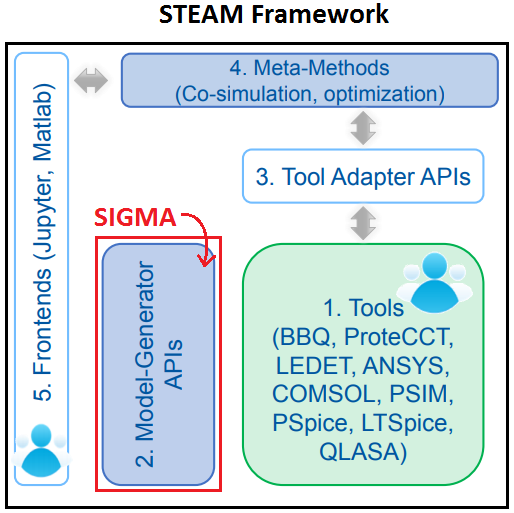 STEAM Framework
5. Frontends (Jupyter, Matlab)
4. Meta-Methods
(Co-simulation, optimization)
3. Tool Adapter APIs
SIGMA
2. Model-Generator
APIs
1. Tools
(BBQ, ProteCCT,
LEDET, ANSYS,
COMSOL, PSIM,
PSpice, LTSpice,
QLASA)